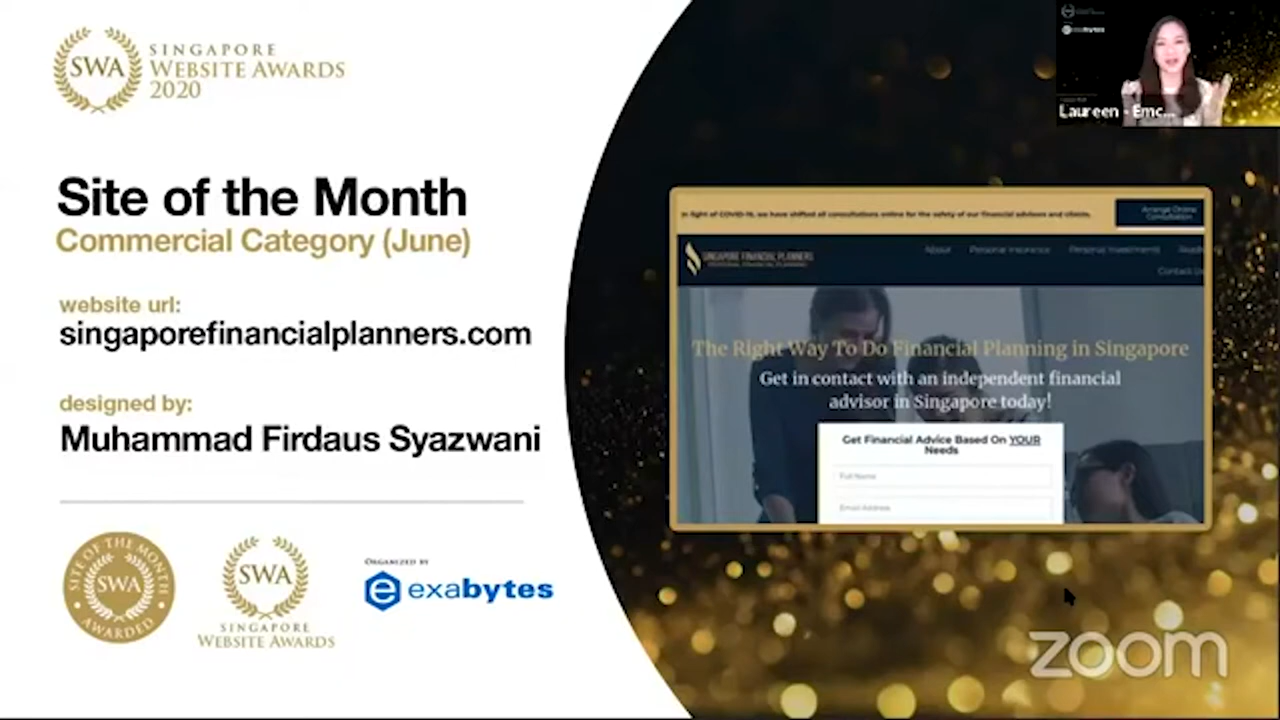 SWA
SINGAPORE
WEBSITE AWARDS
2020
Site of the Month
Commercial Category (June)
website url:
singaporefinancialplanners.com
designed by:
Muhammad Firdaus Syazwani
SITE OF THE MONTH
SWA
AWARDED
SWA
SINGAPORE
WEBSITE AWARDS
ORGANIZED BY
exabytes
Laureen - Emc...
In light of COVID-19, we have shifted all consultations online for the safety of our financial advisors and clients.
Arrange Online
Consultation
SINGAPORE FINANCIAL PLANNERS
About Personal Insurance Personal Investments
Contact Us
The Right Way To Do Financial Planning in Singapore
Get in contact with an independent financial
advisor in Singapore today!
Get Financial Advice Based On YOUR
Needs
Full Name
Email Address
zoom